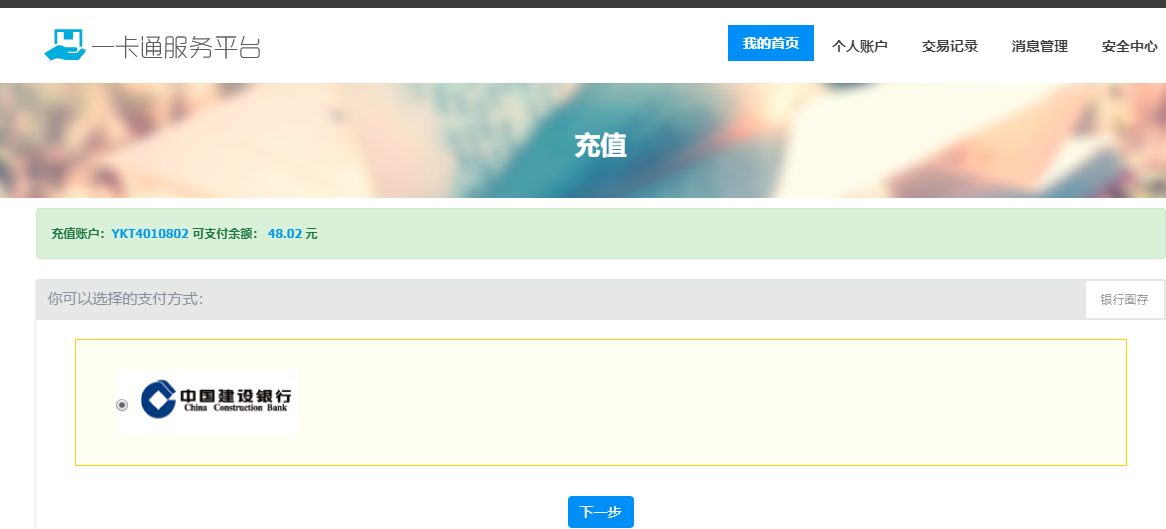 一卡通服务平台
我的首页 个人账户 交易记录 消息管理 安全中心
充值
充值账户：YKT4010802 可支付余额： 48.02 元
你可以选择的支付方式：
银行圈存
中国建设银行
China Construction Bank
下一步